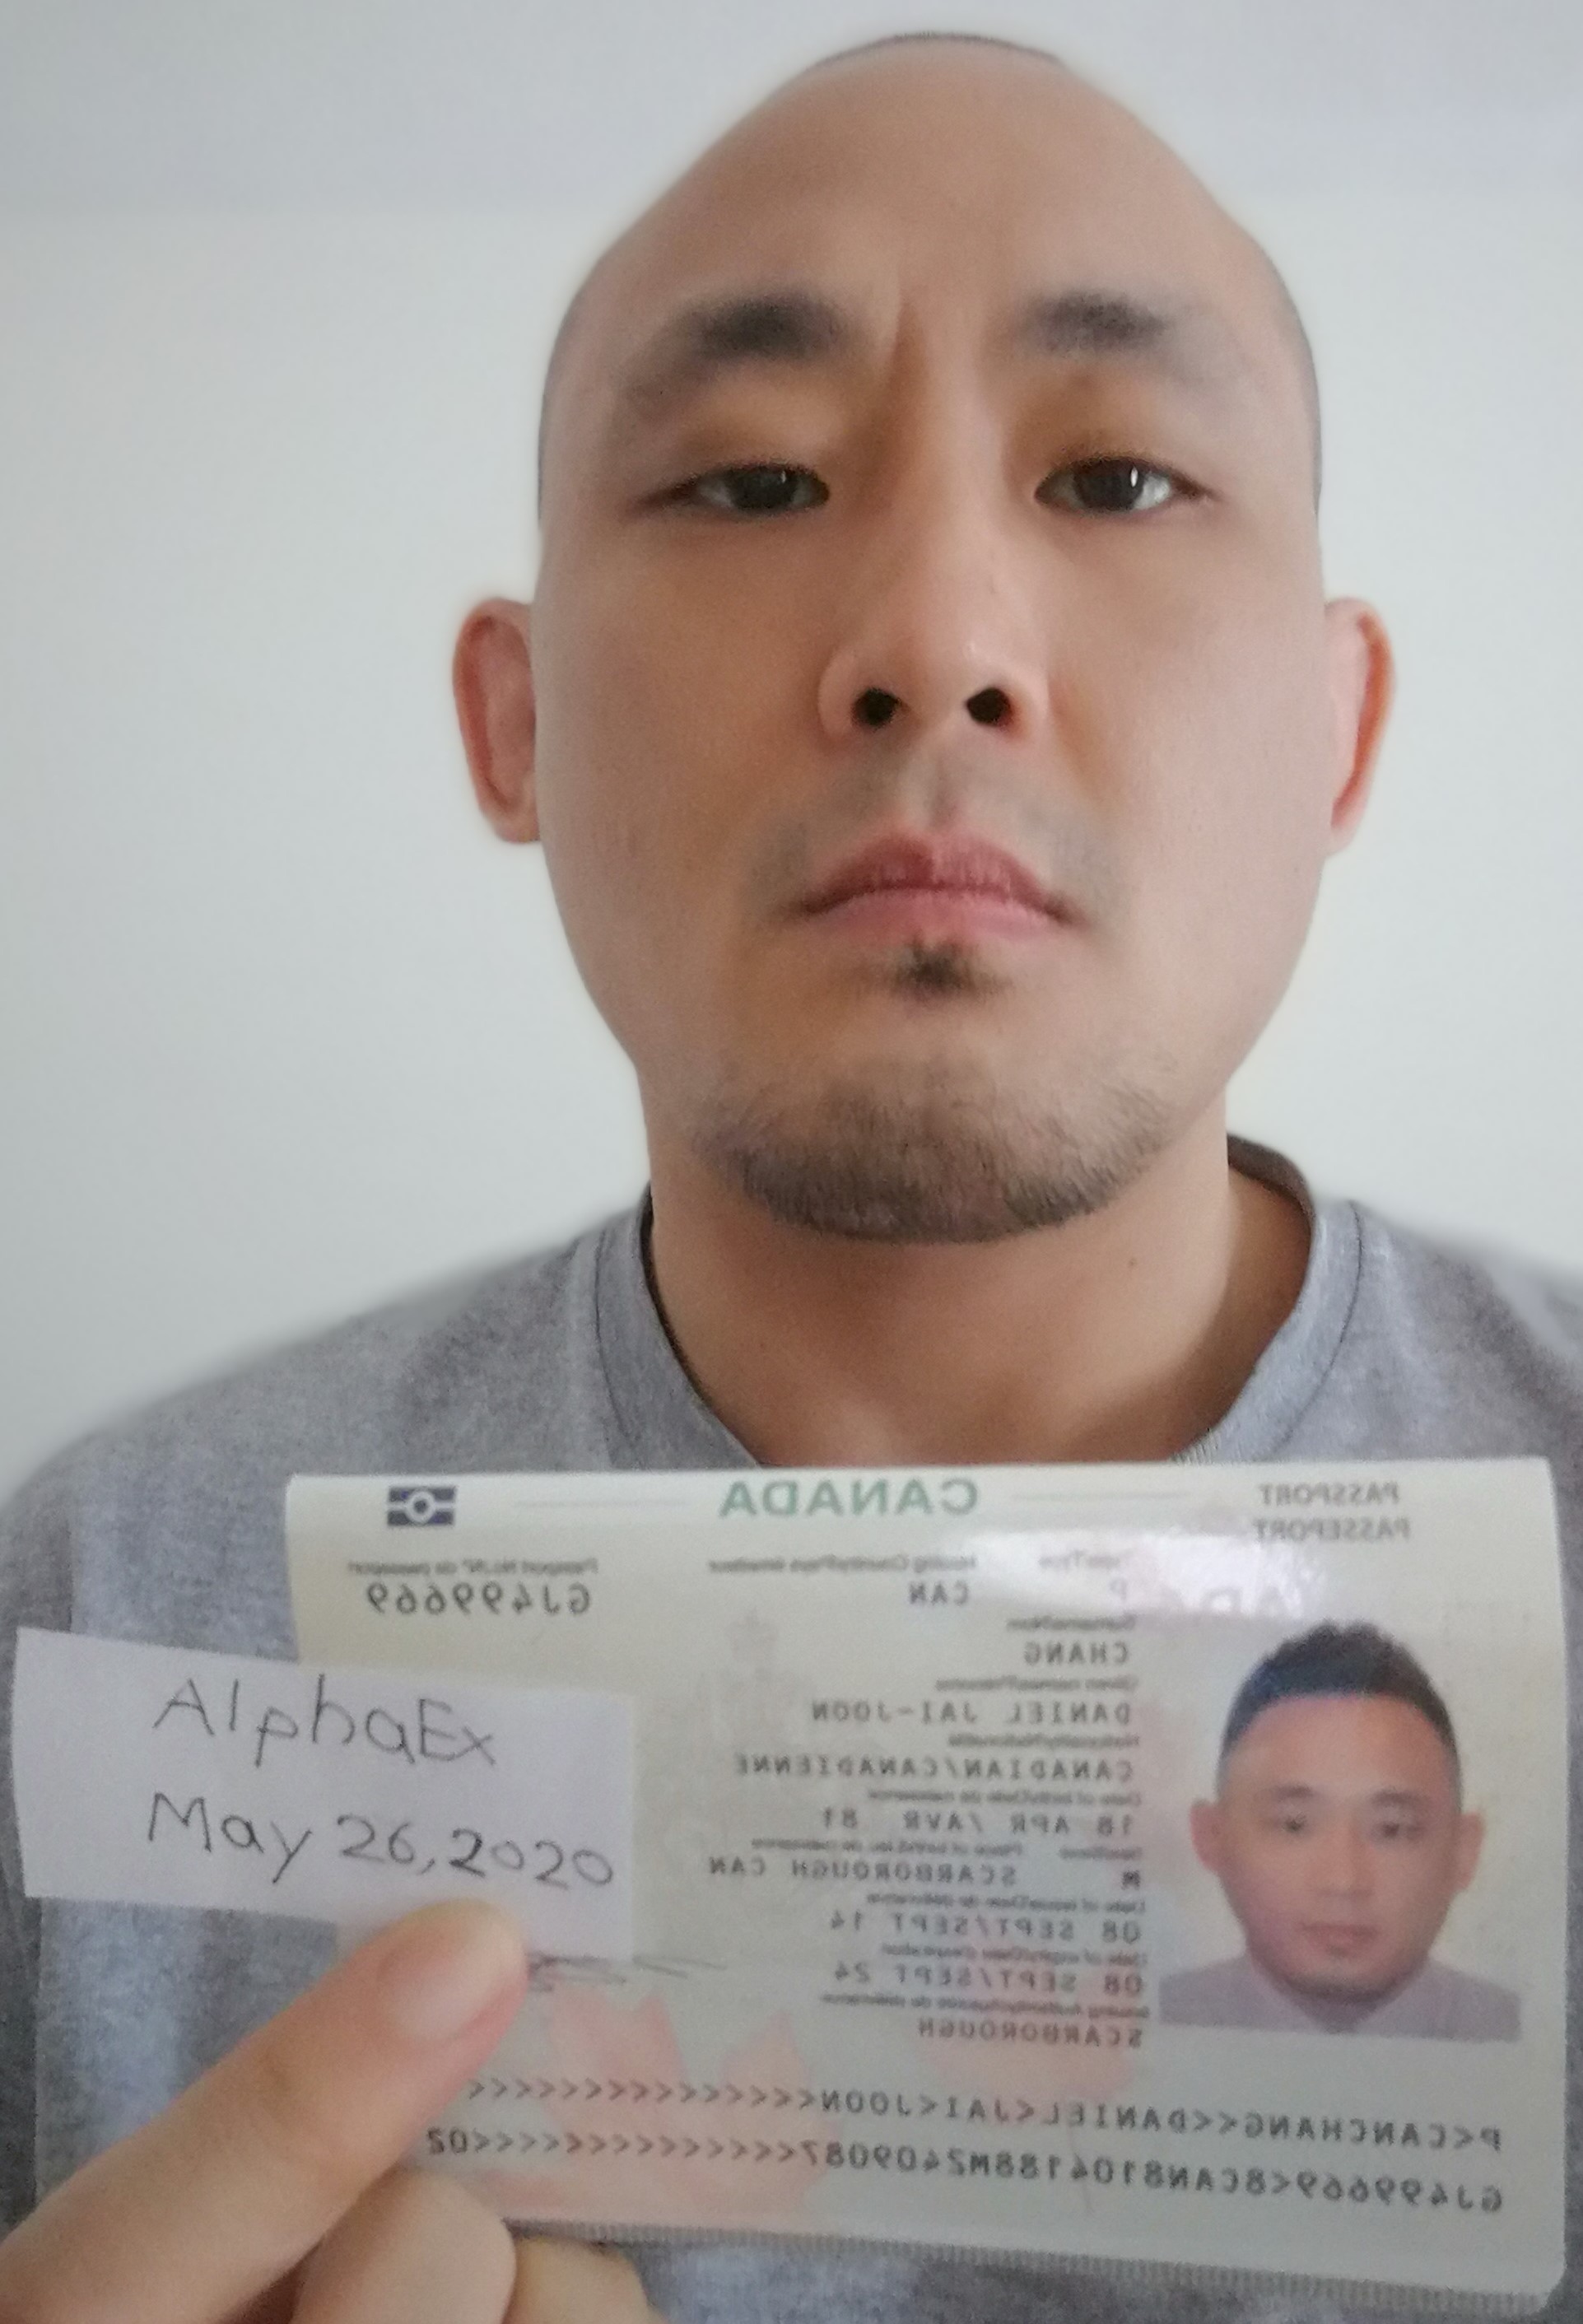 PASSPORT
PASSEPORT
CANADA
Type/Type
P
Issuing Country/Pays émetteur
CAN
Passport No./N° de passeport
GJ499669
Surname/Nom
CHANG
Given names/Prénoms
DANIEL JAI-JOON
Nationality/Nationalité
CANADIAN/CANADIENNE
Date of birth/Date de naissance
18 APR /AVR 81
Sex/Sexe
M
Place of birth/Lieu de naissance
SCARBOROUGH CAN
Date of issue/Date de délivrance
08 SEPT/SEPT 14
Date of expiry/Date d'expiration
08 SEPT/SEPT 24
Issuing Authority/Autorité de délivrance
SCARBOROUGH
P<CANCHANG<<DANIEL<JAI<JOON<<<<<<<<<<<<<<<<<
GJ499669<8CAN8104188M2409087<<<<<<<<<<<<<<02
AlphaEx
May 26,2020